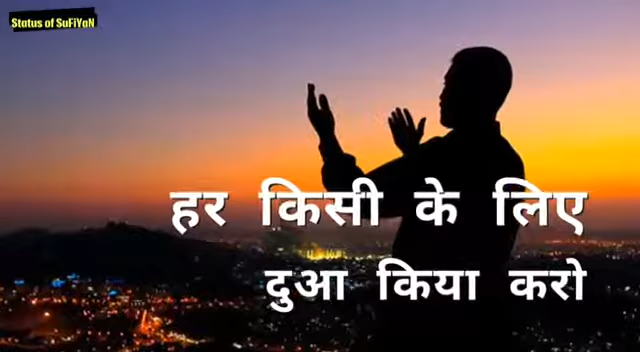 Status of SuFiYaN
हर किसी के लिए
दुआ किया करो